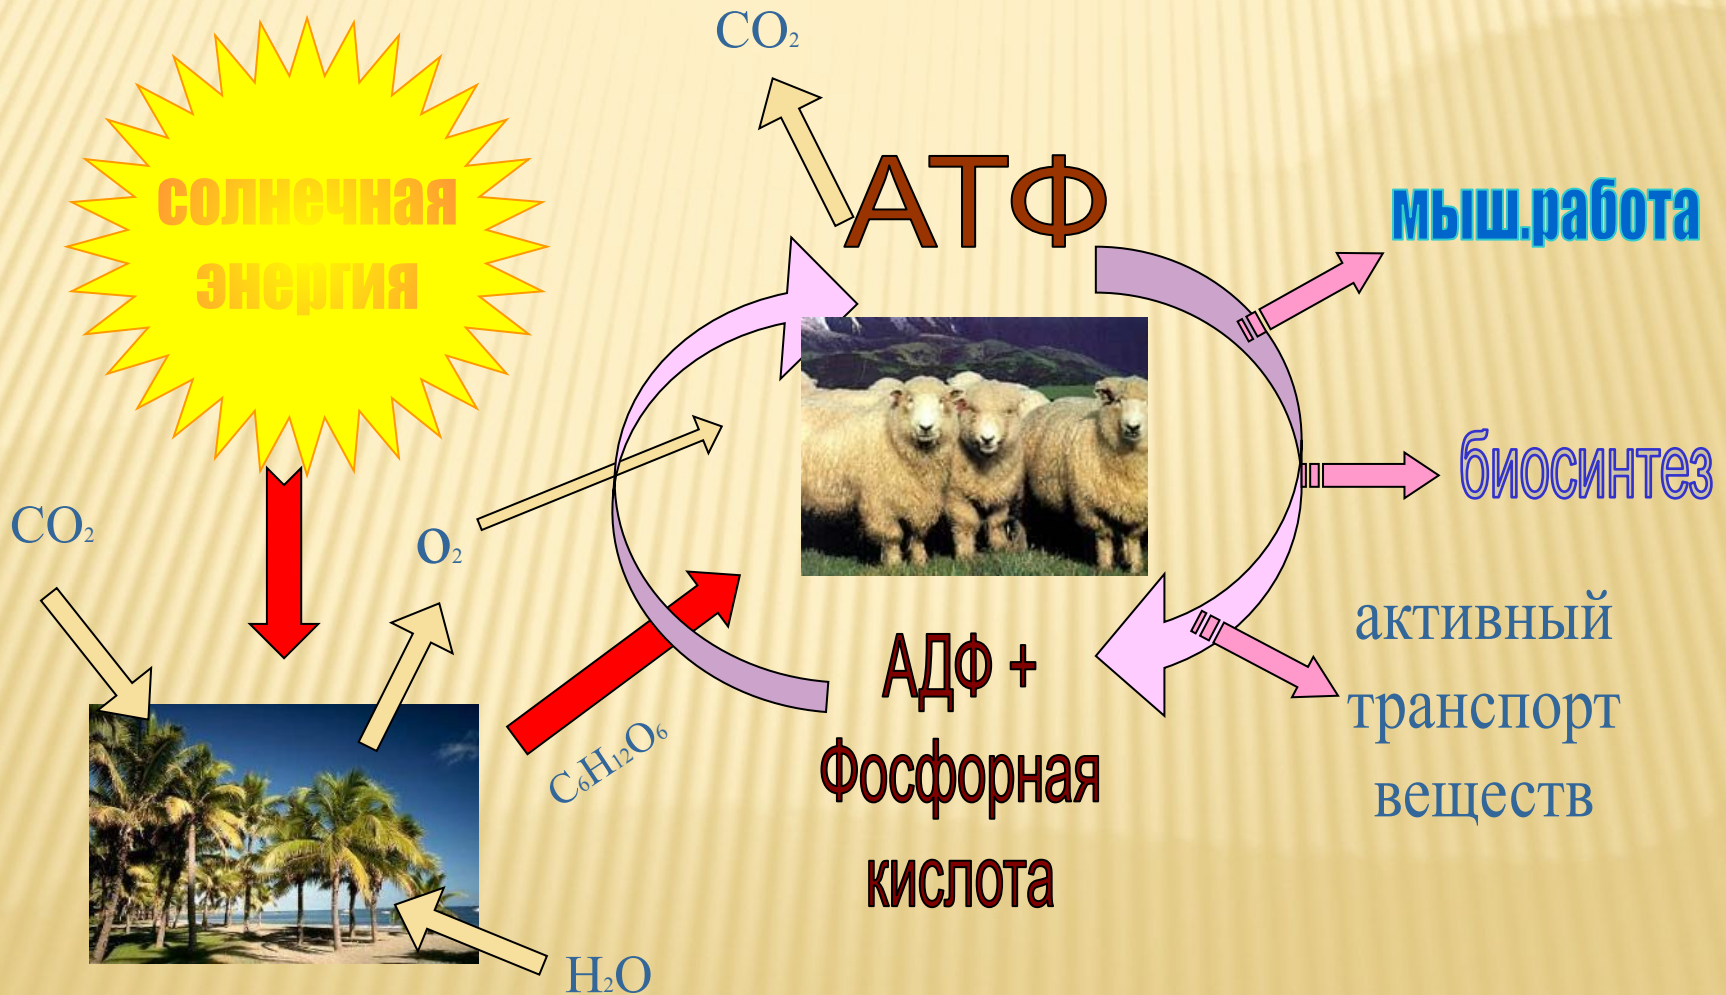 CO₂
солнечная
энергия
АТФ
мыш.работа
биосинтез
CO₂
O₂
активный
транспорт
веществ
C₆H₁₂O₆
АДФ +
Фосфорная
кислота
H₂O